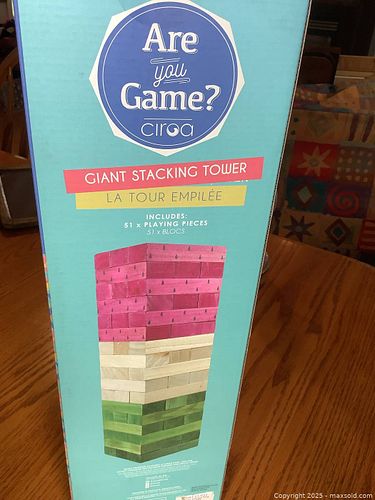 Are
you
Game?
ciroa
GIANT STACKING TOWER
LA TOUR EMPILÉE
INCLUDES:
51 x PLAYING PIECES
51 x BLOCS
Copyright 2025 - maxsold.com